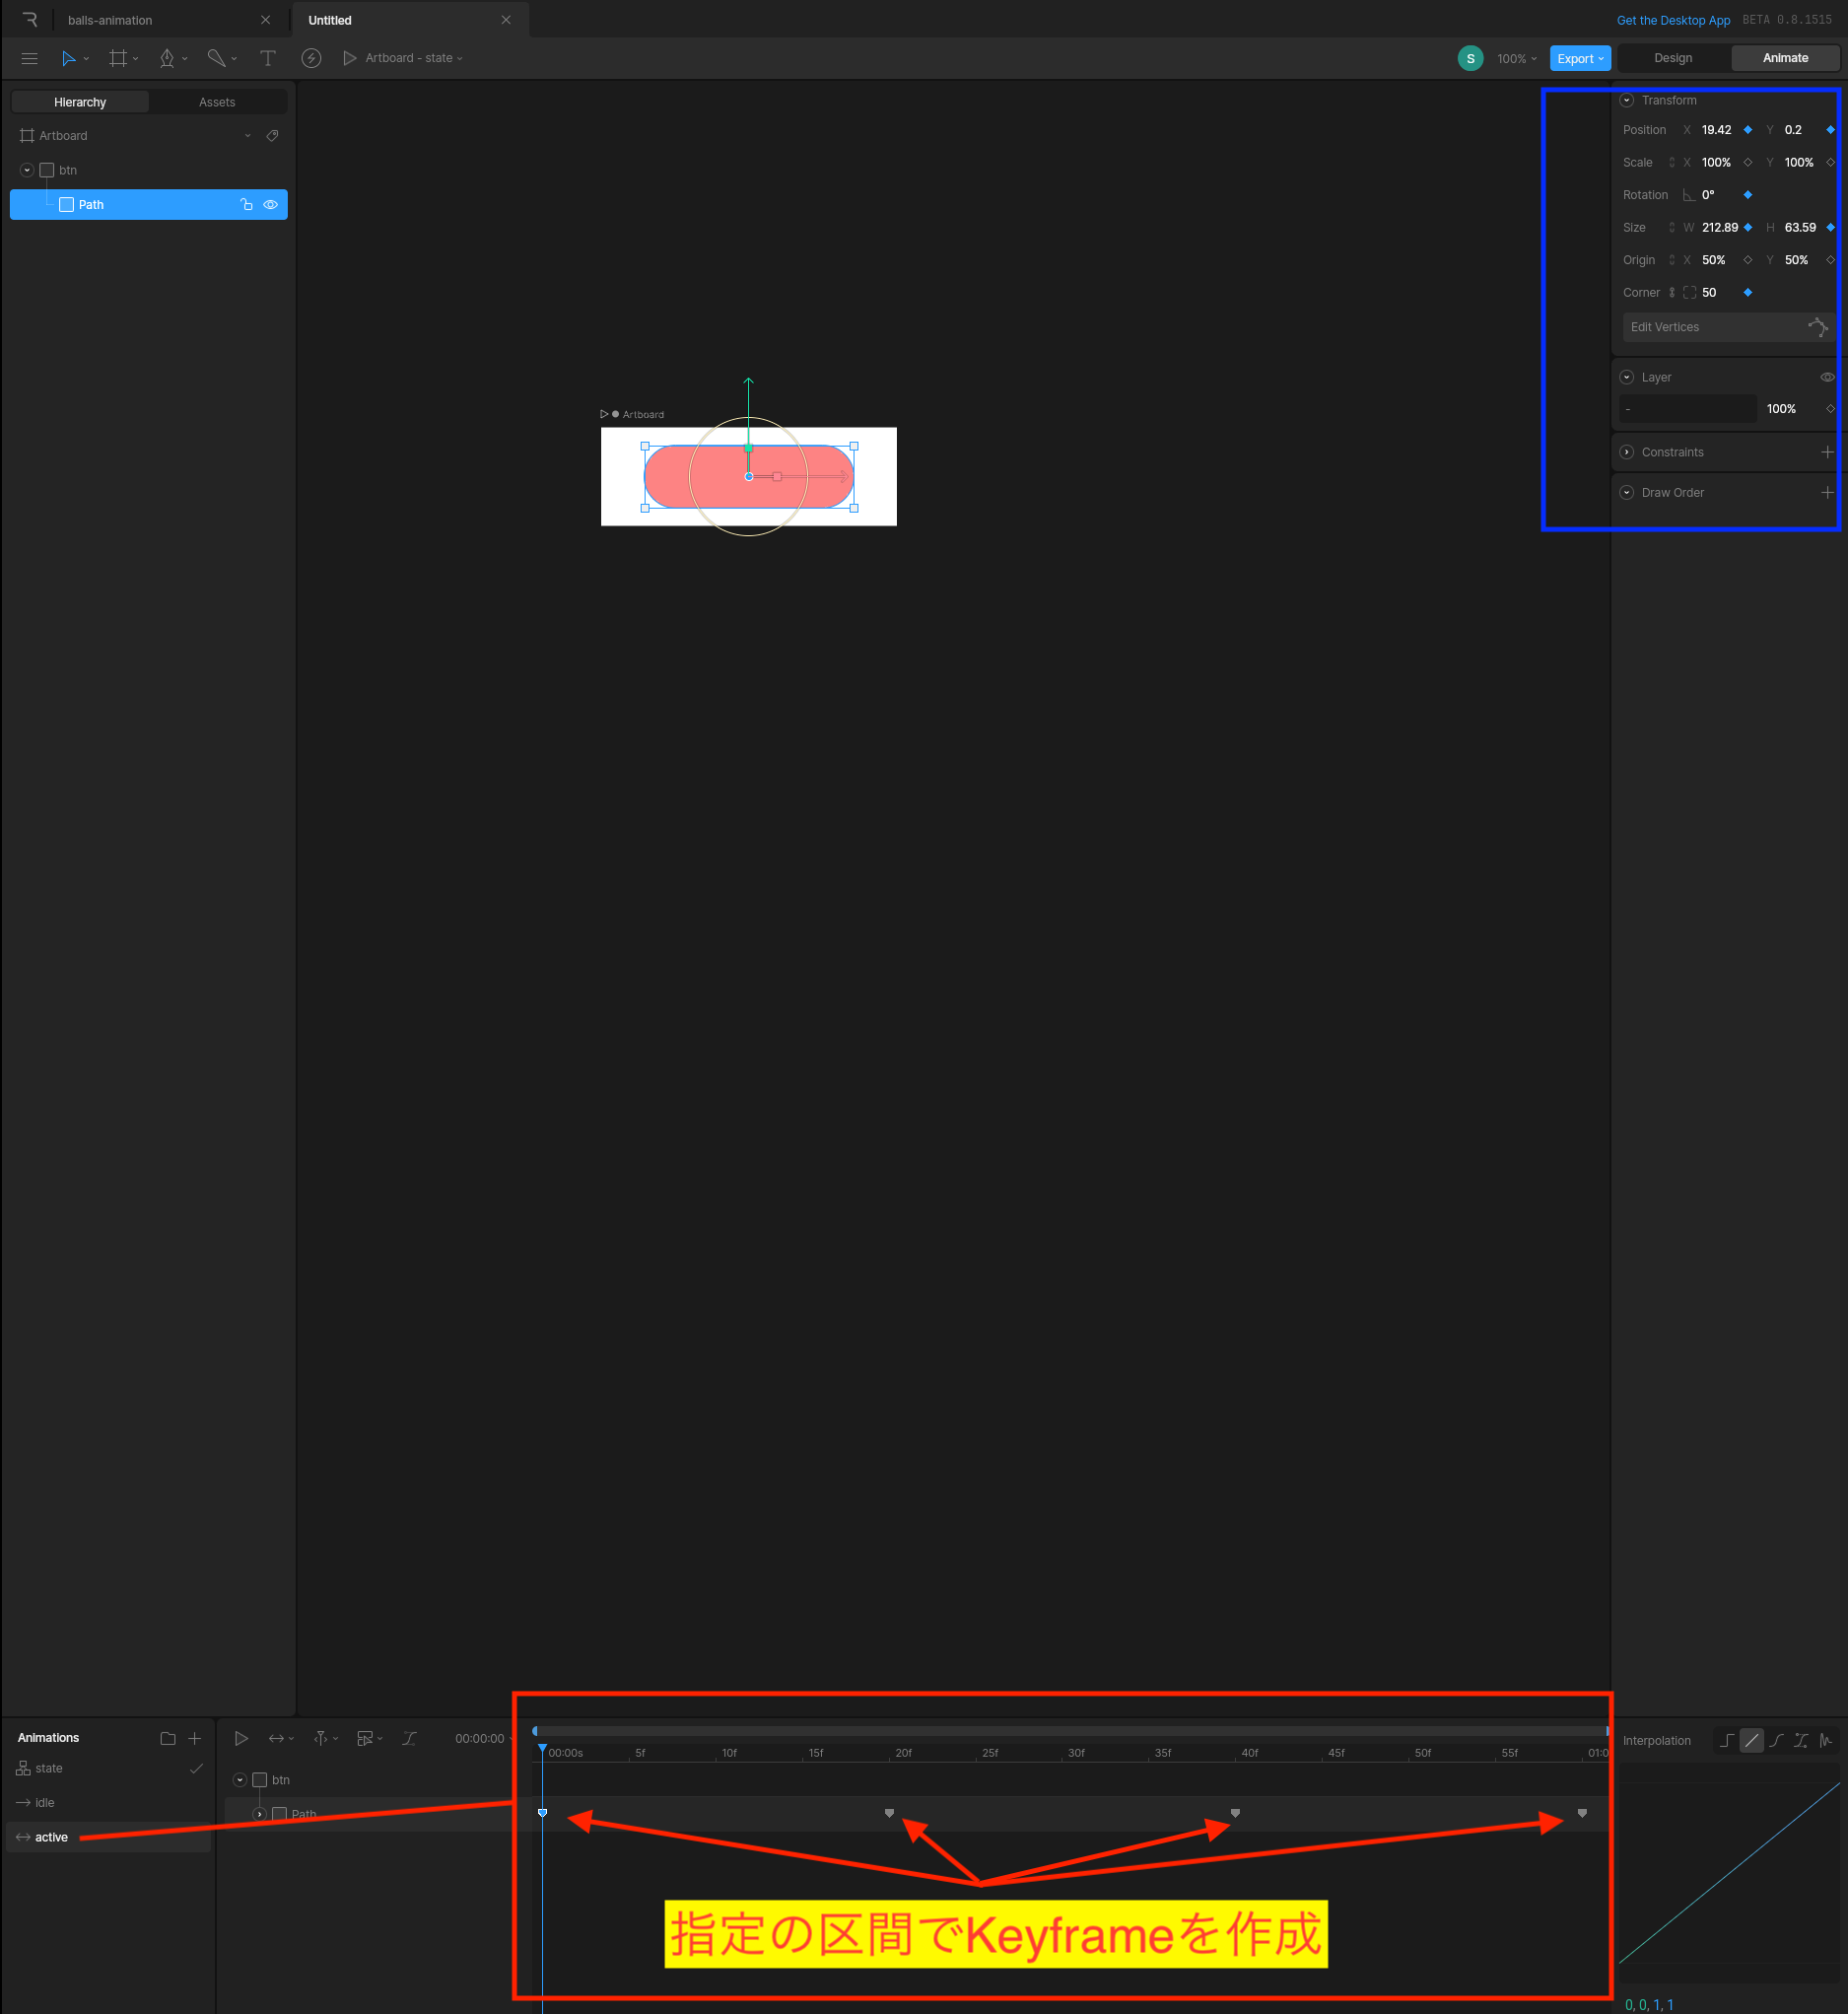 balls-animation
Untitled
Get the Desktop App BETA 0.8.1515
Artboard - state
S 100% Export Design Animate
Hierarchy Assets
Artboard
btn
Path
Transform
Position X 19.42 Y 0.2
Scale X 100% Y 100%
Rotation 0°
Size W 212.89 H 63.59
Origin X 50% Y 50%
Corner 50
Edit Vertices
Layer
- 100%
Constraints
Draw Order
Artboard
Animations
state
idle
active
00:00:00
00:00s 5f 10f 15f 20f 25f 30f 35f 40f 45f 50f 55f 01:0
btn
Path
指定の区間でKeyframeを作成
Interpolation
0, 0, 1, 1